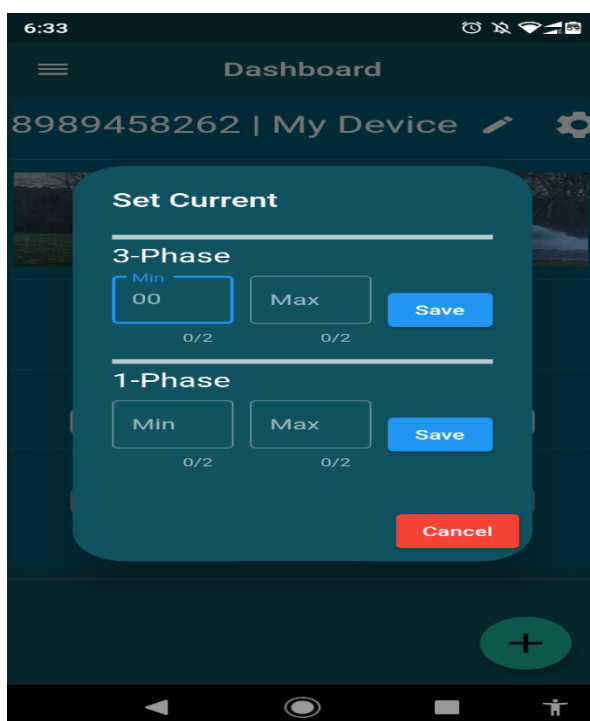 6:33
59
Dashboard
8989458262 | My Device
Set Current
3-Phase
Min
00
Max
Save
0/2
0/2
1-Phase
Min
Max
Save
0/2
0/2
Cancel